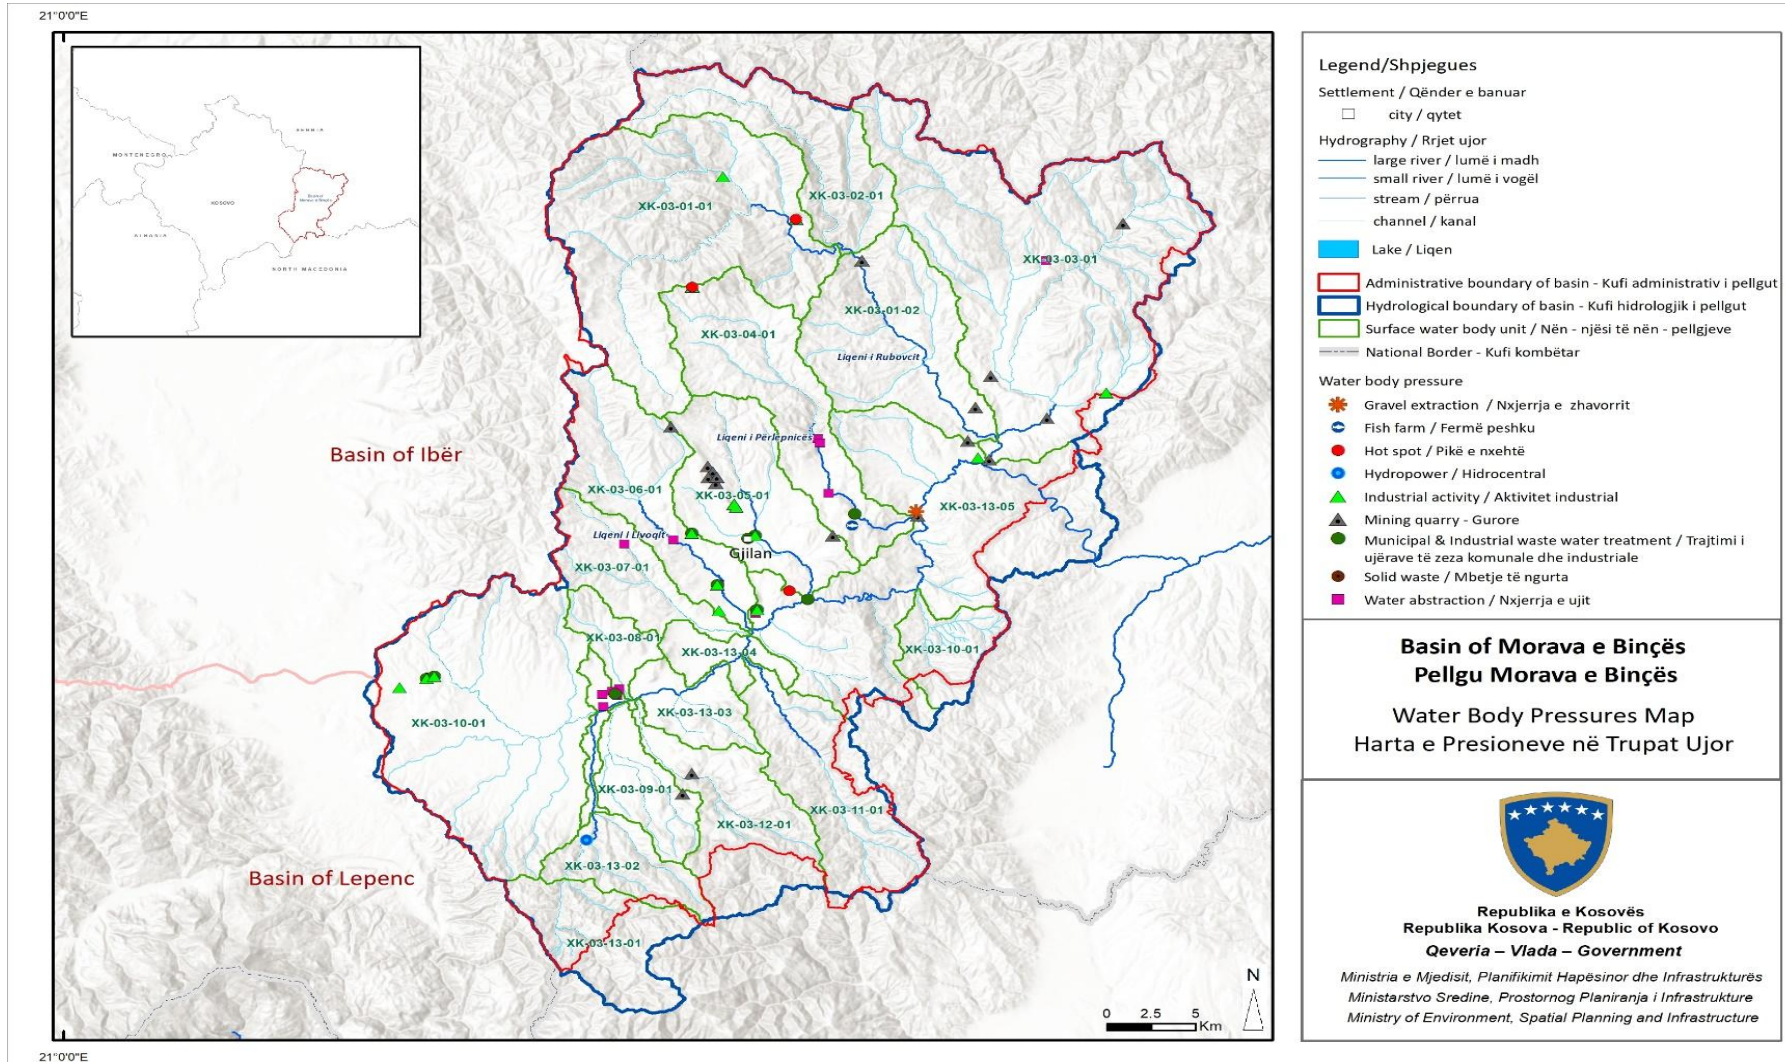 21°0'0"E
SERBIA
MONTENEGRO
KOSOVO
ALBANIA
NORTH MACEDONIA
XK-03-01-01
XK-03-02-01
XK-03-03-01
XK-03-01-02
XK-03-04-01
Liqeni i Rubovcit
Liqeni i Përlepnicës
Basin of Ibër
XK-03-06-01
XK-03-05-01
XK-03-13-05
Liqeni I Livoqit
Gjilan
XK-03-07-01
XK-03-08-01
XK-03-13-04
XK-03-10-01
XK-03-10-01
XK-03-13-03
XK-03-09-01
XK-03-12-01
XK-03-11-01
XK-03-13-02
Basin of Lepenc
XK-03-13-01
N
0 2.5 5
Km
21°0'0"E
Legend/Shpjegues
Settlement / Qënder e banuar
city / qytet
Hydrography / Rrjet ujor
large river / lumë i madh
small river / lumë i vogël
stream / përrua
channel / kanal
Lake / Liqen
Administrative boundary of basin - Kufi administrativ i pellgut
Hydrological boundary of basin - Kufi hidrologjik i pellgut
Surface water body unit / Nën - njësi të nën - pellgjeve
National Border - Kufi kombëtar
Water body pressure
Gravel extraction / Nxjerrja e zhavorrit
Fish farm / Fermë peshku
Hot spot / Pikë e nxehtë
Hydropower / Hidrocentral
Industrial activity / Aktivitet industrial
Mining quarry - Gurore
Municipal & Industrial waste water treatment / Trajtimi i
ujërave të zeza komunale dhe industriale
Solid waste / Mbetje të ngurta
Water abstraction / Nxjerrja e ujit
Basin of Morava e Binçës
Pellgu Morava e Binçës
Water Body Pressures Map
Harta e Presioneve në Trupat Ujor
Republika e Kosovës
Republika Kosova - Republic of Kosovo
Qeveria – Vlada – Government
Ministria e Mjedisit, Planifikimit Hapësinor dhe Infrastrukturës
Ministarstvo Sredine, Prostornog Planiranja i Infrastrukture
Ministry of Environment, Spatial Planning and Infrastructure